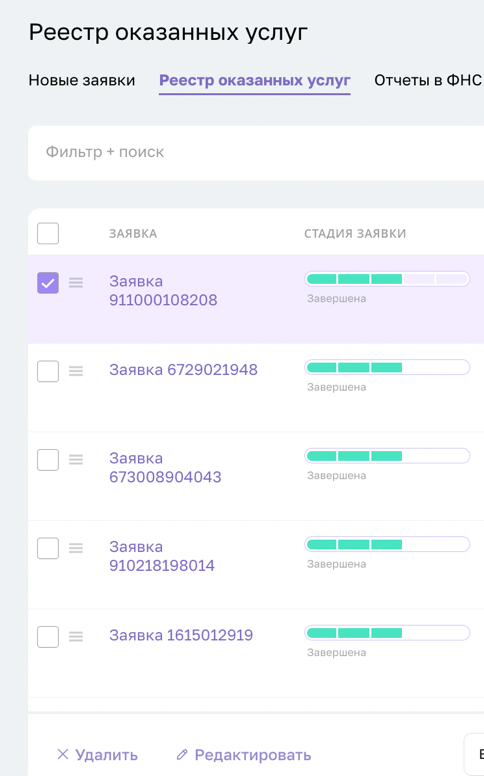 Реестр оказанных услуг
Новые заявки Реестр оказанных услуг Отчеты в ФНС
Фильтр + поиск
ЗАЯВКА СТАДИЯ ЗАЯВКИ
Заявка
911000108208
Завершена
Заявка 6729021948
Завершена
Заявка
673008904043
Завершена
Заявка
910218198014
Завершена
Заявка 1615012919
Завершена
Удалить Редактировать